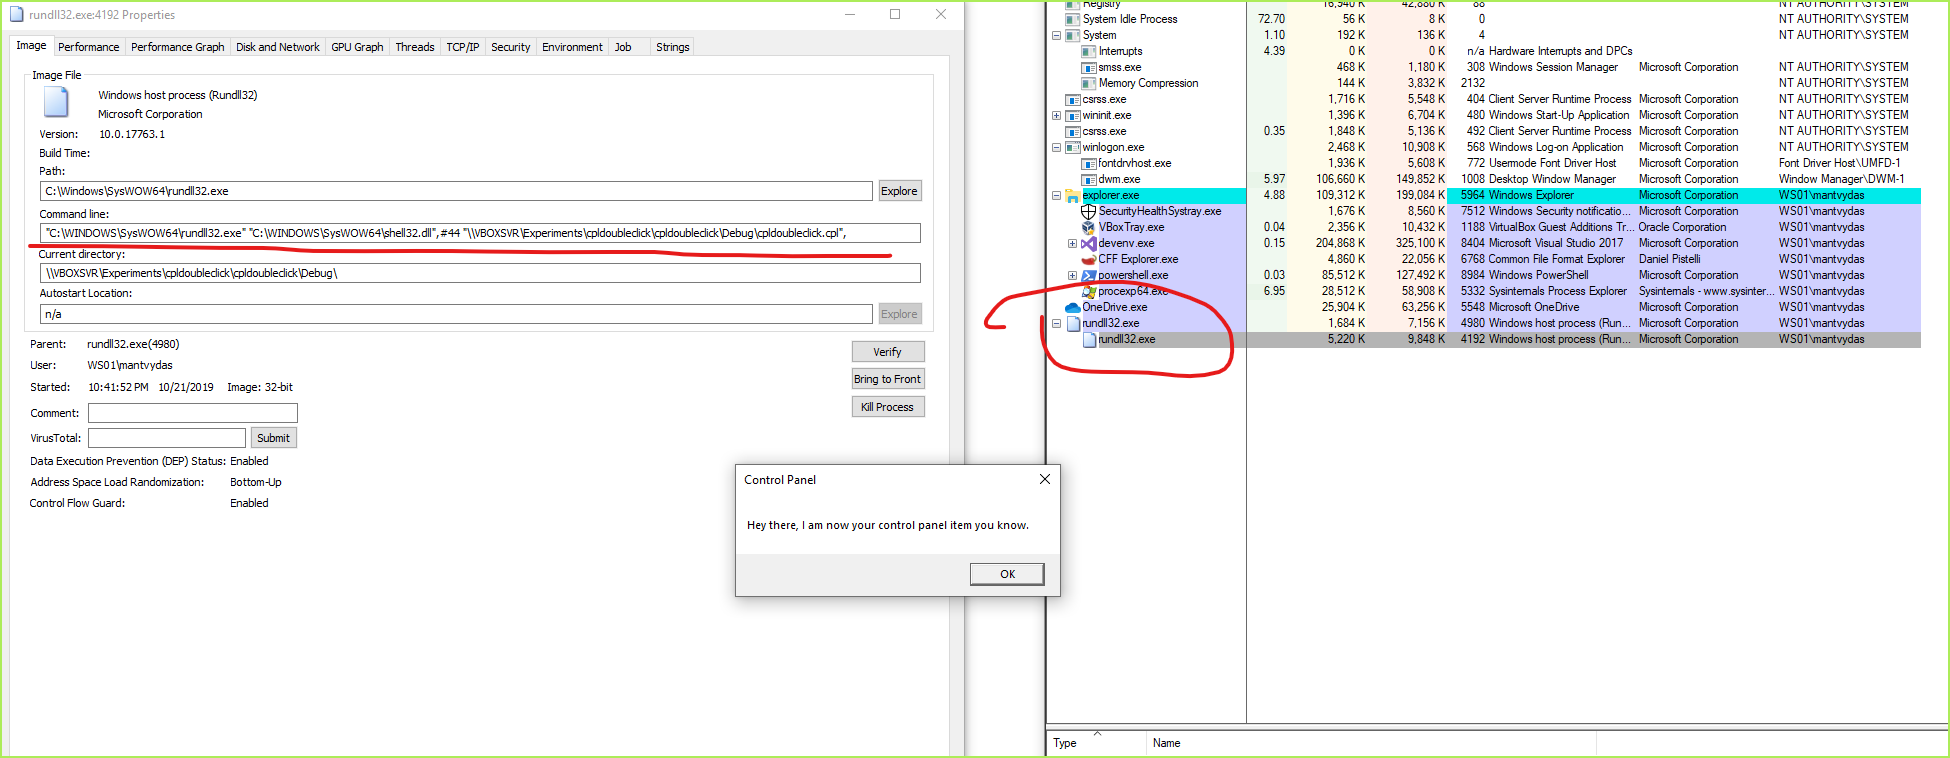 rundll32.exe:4192 Properties
Image Performance Performance Graph Disk and Network GPU Graph Threads TCP/IP Security Environment Job Strings
Image File
Windows host process (Rundll32)
Microsoft Corporation
Version: 10.0.17763.1
Build Time:
Path:
C:\Windows\SysWOW64\rundll32.exe Explore
Command line:
"C:\WINDOWS\SysWOW64\rundll32.exe" "C:\WINDOWS\SysWOW64\shell32.dll",#44 "\\VBOXSVR\Experiments\cpldoubleclick\cpldoubleclick\Debug\cpldoubleclick.cpl",
Current directory:
\\VBOXSVR\Experiments\cpldoubleclick\cpldoubleclick\Debug\
Autostart Location:
n/a Explore
Parent: rundll32.exe(4980) Verify
User: WS01\mantvydas
Started: 10:41:52 PM 10/21/2019 Image: 32-bit Bring to Front
Comment: Kill Process
VirusTotal: Submit
Data Execution Prevention (DEP) Status: Enabled
Address Space Load Randomization: Bottom-Up
Control Flow Guard: Enabled
Control Panel
Hey there, I am now your control panel item you know.
OK
Registry 16,940 K 42,880 K 88 NT AUTHORITY\SYSTEM
System Idle Process 72.70 56 K 8 K 0 NT AUTHORITY\SYSTEM
System 1.10 192 K 136 K 4 NT AUTHORITY\SYSTEM
Interrupts 4.39 0 K 0 K n/a Hardware Interrupts and DPCs
smss.exe 468 K 1,180 K 308 Windows Session Manager Microsoft Corporation NT AUTHORITY\SYSTEM
Memory Compression 144 K 3,832 K 2132 NT AUTHORITY\SYSTEM
csrss.exe 1,716 K 5,548 K 404 Client Server Runtime Process Microsoft Corporation NT AUTHORITY\SYSTEM
wininit.exe 1,396 K 6,704 K 480 Windows Start-Up Application Microsoft Corporation NT AUTHORITY\SYSTEM
csrss.exe 0.35 1,848 K 5,136 K 492 Client Server Runtime Process Microsoft Corporation NT AUTHORITY\SYSTEM
winlogon.exe 2,468 K 10,908 K 568 Windows Log-on Application Microsoft Corporation NT AUTHORITY\SYSTEM
fontdrvhost.exe 1,936 K 5,608 K 772 Usermode Font Driver Host Microsoft Corporation Font Driver Host\UMFD-1
dwm.exe 5.97 106,660 K 149,852 K 1008 Desktop Window Manager Microsoft Corporation Window Manager\DWM-1
explorer.exe 4.88 109,312 K 199,084 K 5964 Windows Explorer Microsoft Corporation WS01\mantvydas
SecurityHealthSystray.exe 1,676 K 8,560 K 7512 Windows Security notificatio... Microsoft Corporation WS01\mantvydas
VBoxTray.exe 0.04 2,356 K 10,432 K 1188 VirtualBox Guest Additions Tr... Oracle Corporation WS01\mantvydas
devenv.exe 0.15 204,868 K 325,100 K 8404 Microsoft Visual Studio 2017 Microsoft Corporation WS01\mantvydas
CFF Explorer.exe 4,860 K 22,056 K 6768 Common File Format Explorer Daniel Pistelli WS01\mantvydas
powershell.exe 0.03 85,512 K 127,492 K 8984 Windows PowerShell Microsoft Corporation WS01\mantvydas
procexp64.exe 6.95 28,512 K 58,908 K 5332 Sysinternals Process Explorer Sysinternals - www.sysinter... WS01\mantvydas
OneDrive.exe 25,904 K 63,256 K 5548 Microsoft OneDrive Microsoft Corporation WS01\mantvydas
rundll32.exe 1,684 K 7,156 K 4980 Windows host process (Run... Microsoft Corporation WS01\mantvydas
rundll32.exe 5,220 K 9,848 K 4192 Windows host process (Run... Microsoft Corporation WS01\mantvydas
Type Name